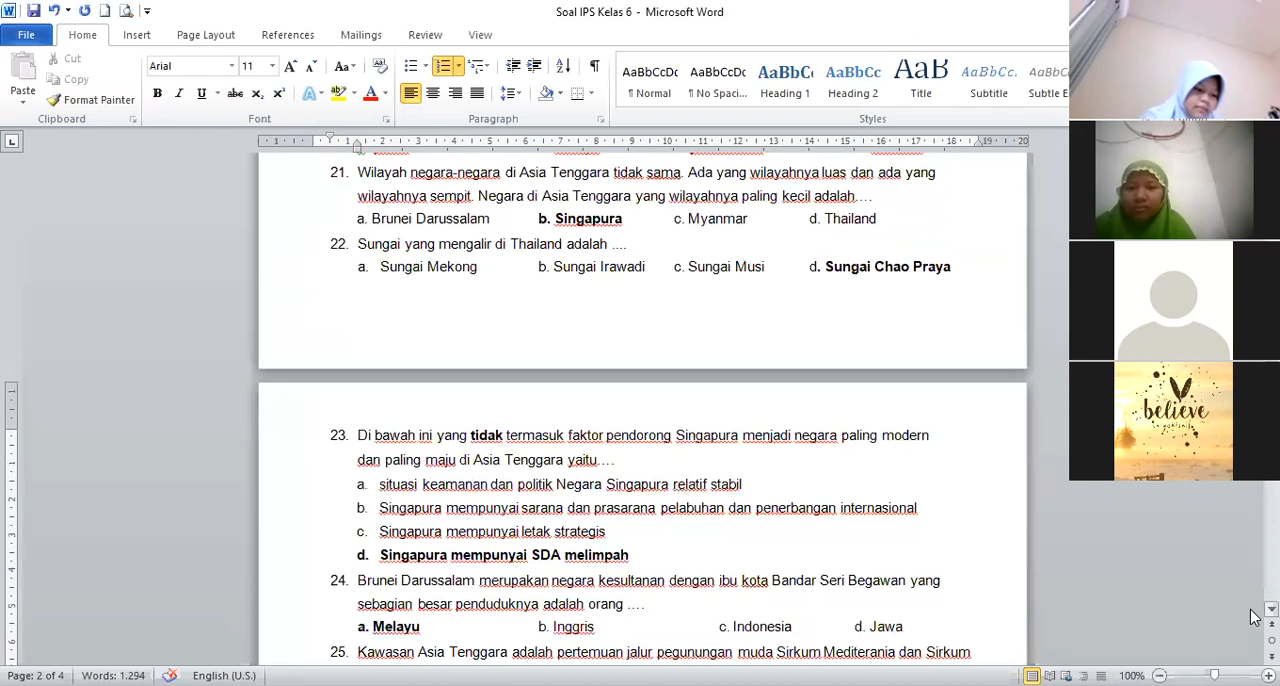 Soal IPS Kelas 6 - Microsoft Word
File Home Insert Page Layout References Mailings Review View
Cut
Copy
Format Painter
Paste
Arial 11
AaBbCcDc AaBbCcDc AaBbC AaBbCc AaB AaBbCc.
¶ Normal ¶ No Spaci... Heading 1 Heading 2 Title Subtitle Subtle E
Clipboard Font Paragraph Styles
21. Wilayah negara-negara di Asia Tenggara tidak sama. Ada yang wilayahnya luas dan ada yang
wilayahnya sempit. Negara di Asia Tenggara yang wilayahnya paling kecil adalah....
a. Brunei Darussalam b. Singapura c. Myanmar d. Thailand
22. Sungai yang mengalir di Thailand adalah ....
a. Sungai Mekong b. Sungai Irawadi c. Sungai Musi d. Sungai Chao Praya
23. Di bawah ini yang tidak termasuk faktor pendorong Singapura menjadi negara paling modern
dan paling maju di Asia Tenggara yaitu....
a. situasi keamanan dan politik Negara Singapura relatif stabil
b. Singapura mempunyai sarana dan prasarana pelabuhan dan penerbangan internasional
c. Singapura mempunyai letak strategis
d. Singapura mempunyai SDA melimpah
24. Brunei Darussalam merupakan negara kesultanan dengan ibu kota Bandar Seri Begawan yang
sebagian besar penduduknya adalah orang ....
a. Melayu b. Inggris c. Indonesia d. Jawa
25. Kawasan Asia Tenggara adalah pertemuan jalur pegunungan muda Sirkum Mediterania dan Sirkum
Page: 2 of 4 Words: 1.294 English (U.S.) 100%
believe